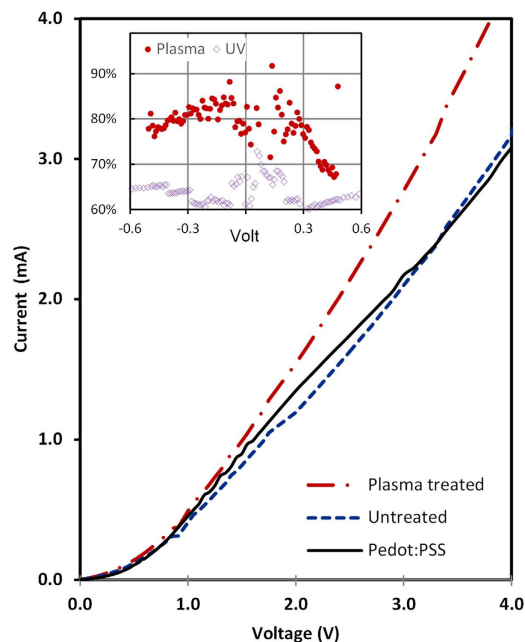 4.0
Plasma UV
90%
80%
70%
60%
-0.6 -0.3 0.0 0.3 0.6
Volt
3.0
2.0
1.0
0.0
Current (mA)
Plasma treated
Untreated
Pedot:PSS
0.0 1.0 2.0 3.0 4.0
Voltage (V)